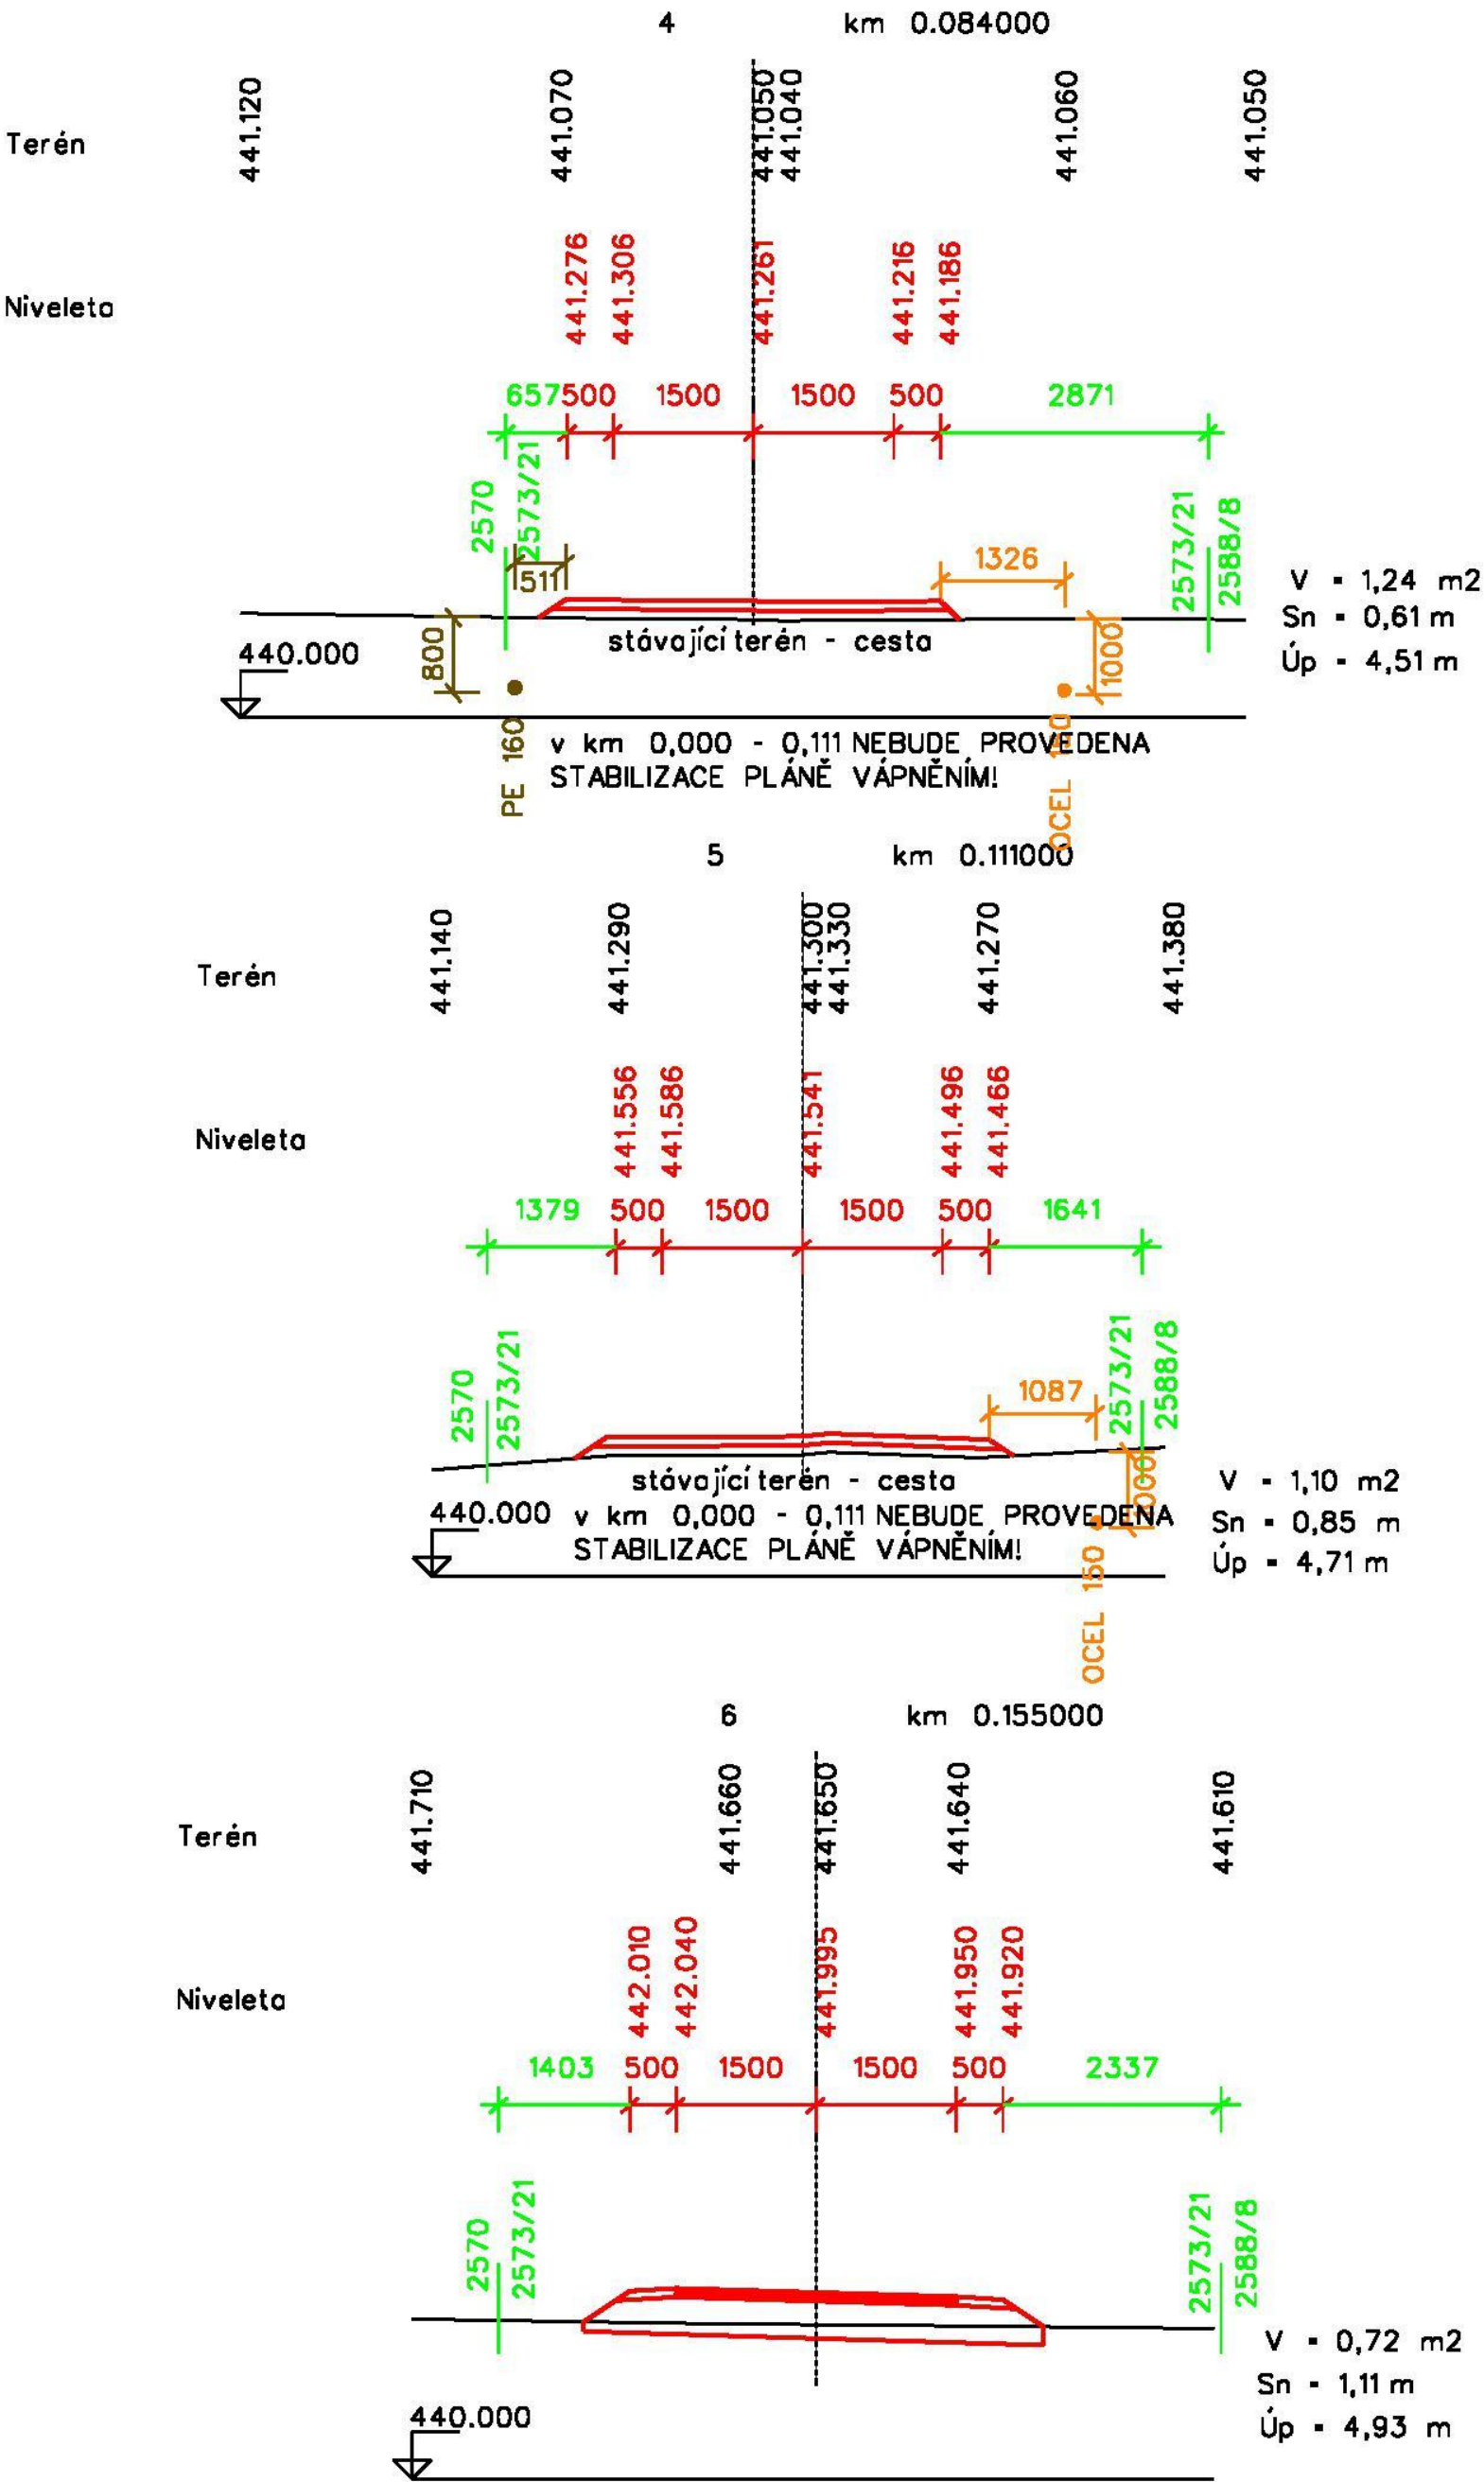 4 km 0.084000
Terén 441.120 441.070 441.050 441.040 441.060 441.050
Niveleta 441.276 441.306 441.261 441.216 441.186
657 500 1500 1500 500 2871
2570 2573/21 2573/21 2588/8
511 1326
V = 1,24 m2
Sn = 0,61 m
Úp = 4,51 m
stávající terén - cesta
800 1000
440.000
PE 160 OCEL
v km 0,000 - 0,111 NEBUDE PROVEDENA
STABILIZACE PLÁNĚ VÁPNĚNÍM!
5 km 0.111000
Terén 441.140 441.290 441.300 441.330 441.270 441.380
Niveleta 441.556 441.586 441.541 441.496 441.466
1379 500 1500 1500 500 1641
2570 2573/21 2573/21 2588/8
1087
stávající terén - cesta
V = 1,10 m2
Sn = 0,85 m
Úp = 4,71 m
440.000
v km 0,000 - 0,111 NEBUDE PROVEDENA
STABILIZACE PLÁNĚ VÁPNĚNÍM!
OCEL 150
6 km 0.155000
Terén 441.710 441.660 441.650 441.640 441.610
Niveleta 442.010 442.040 441.995 441.950 441.920
1403 500 1500 1500 500 2337
2570 2573/21 2573/21 2588/8
V = 0,72 m2
Sn = 1,11 m
Úp = 4,93 m
440.000